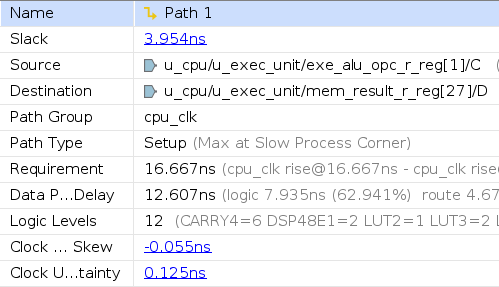 Name Path 1
Slack 3.954ns
Source u_cpu/u_exec_unit/exe_alu_opc_r_reg[1]/C (
Destination u_cpu/u_exec_unit/mem_result_r_reg[27]/D
Path Group cpu_clk
Path Type Setup (Max at Slow Process Corner)
Requirement 16.667ns (cpu_clk rise@16.667ns - cpu_clk rise
Data P...Delay 12.607ns (logic 7.935ns (62.941%) route 4.67
Logic Levels 12 (CARRY4=6 DSP48E1=2 LUT2=1 LUT3=2 L
Clock ... Skew -0.055ns
Clock U...tainty 0.125ns